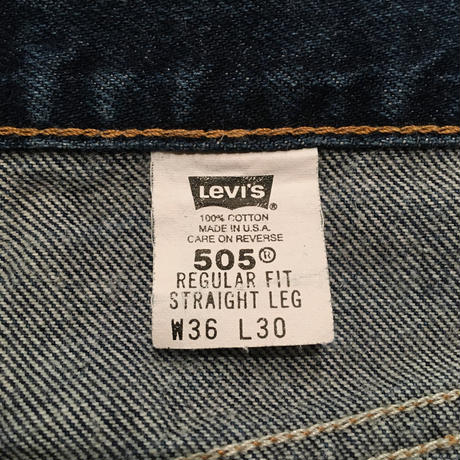 LEVI'S ®
100% COTTON
MADE IN U.S.A.
CARE ON REVERSE
505®
REGULAR FIT
STRAIGHT LEG
W36 L30